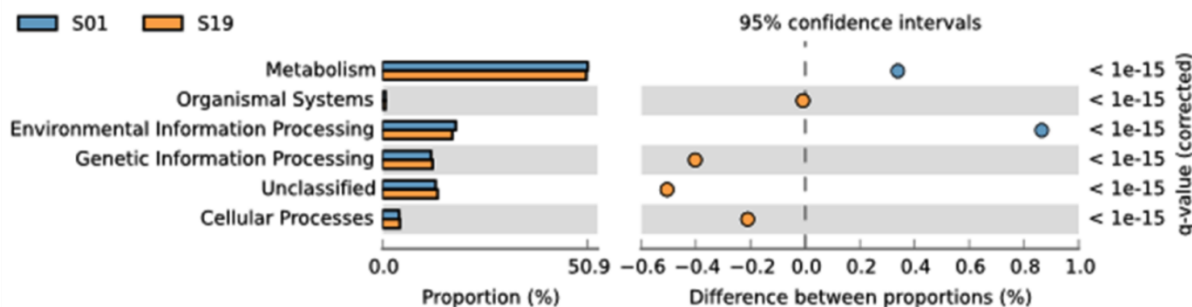 S01 S19 95% confidence intervals
Metabolism < 1e-15
Organismal Systems < 1e-15
Environmental Information Processing < 1e-15
Genetic Information Processing < 1e-15
Unclassified < 1e-15
Cellular Processes < 1e-15
q-value (corrected)
0.0 50.9 −0.6 −0.4 −0.2 0.0 0.2 0.4 0.6 0.8 1.0
Proportion (%) Difference between proportions (%)